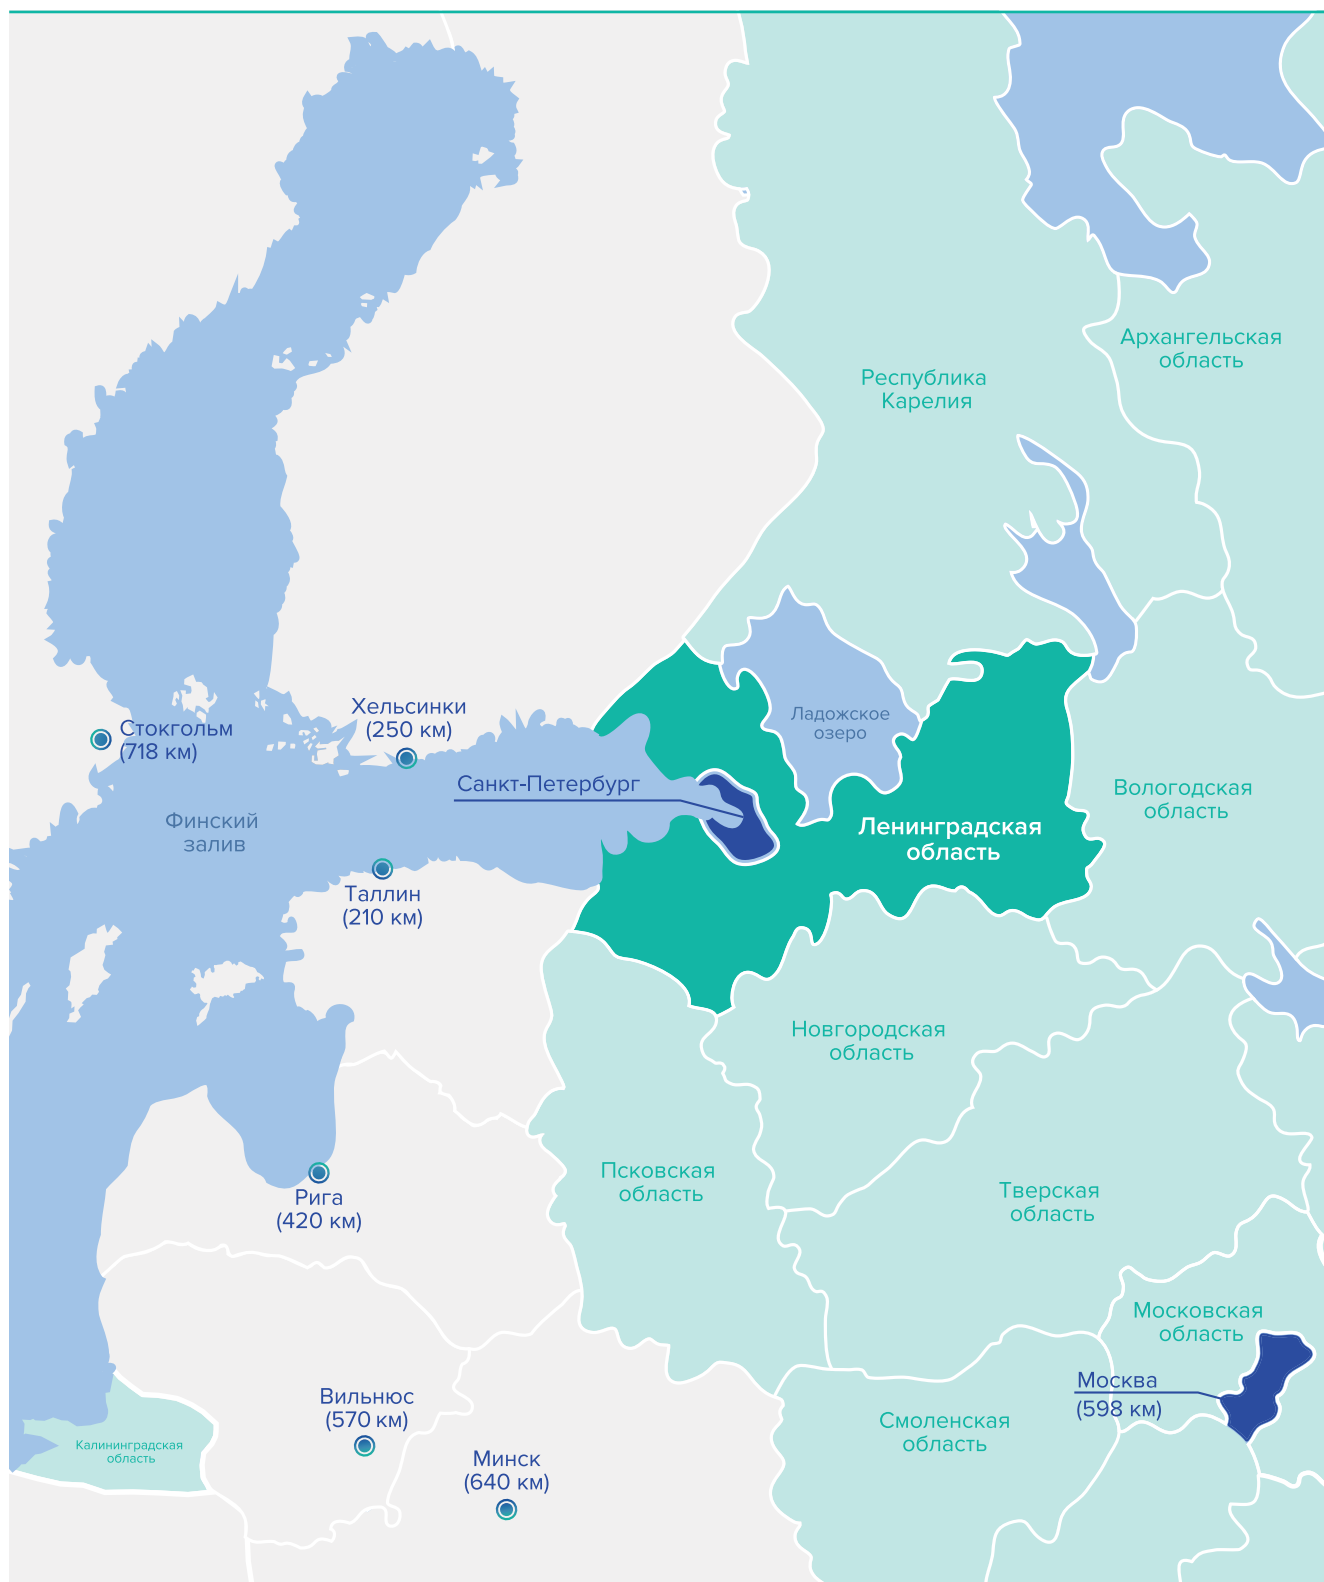 Архангельская
область
Республика
Карелия
Хельсинки
(250 км)
Стокгольм
(718 км)
Ладожское
озеро
Санкт-Петербург
Финский
залив
Вологодская
область
Ленинградская
область
Таллин
(210 км)
Новгородская
область
Псковская
область
Рига
(420 км)
Тверская
область
Московская
область
Москва
(598 км)
Вильнюс
(570 км)
Смоленская
область
Калининградская
область
Минск
(640 км)